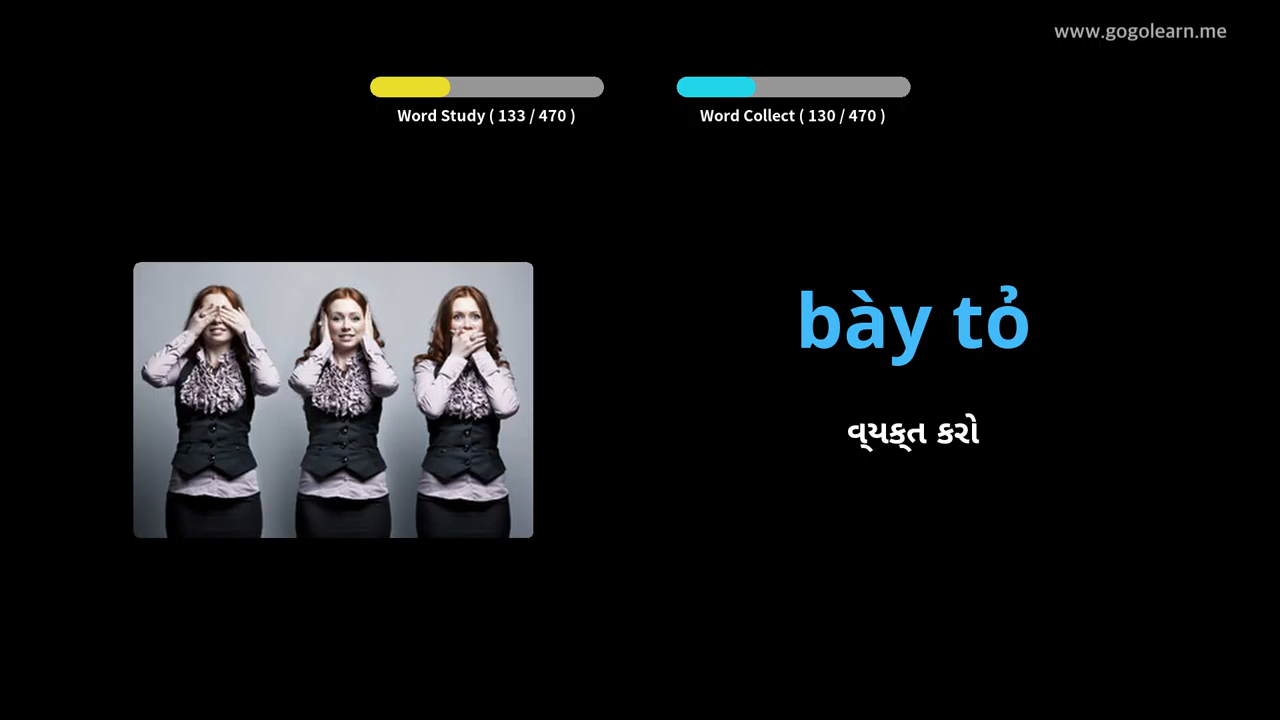 www.gogolearn.me
Word Study ( 133 / 470 )
Word Collect ( 130 / 470 )
bày tỏ
વ્યક્ત કરો